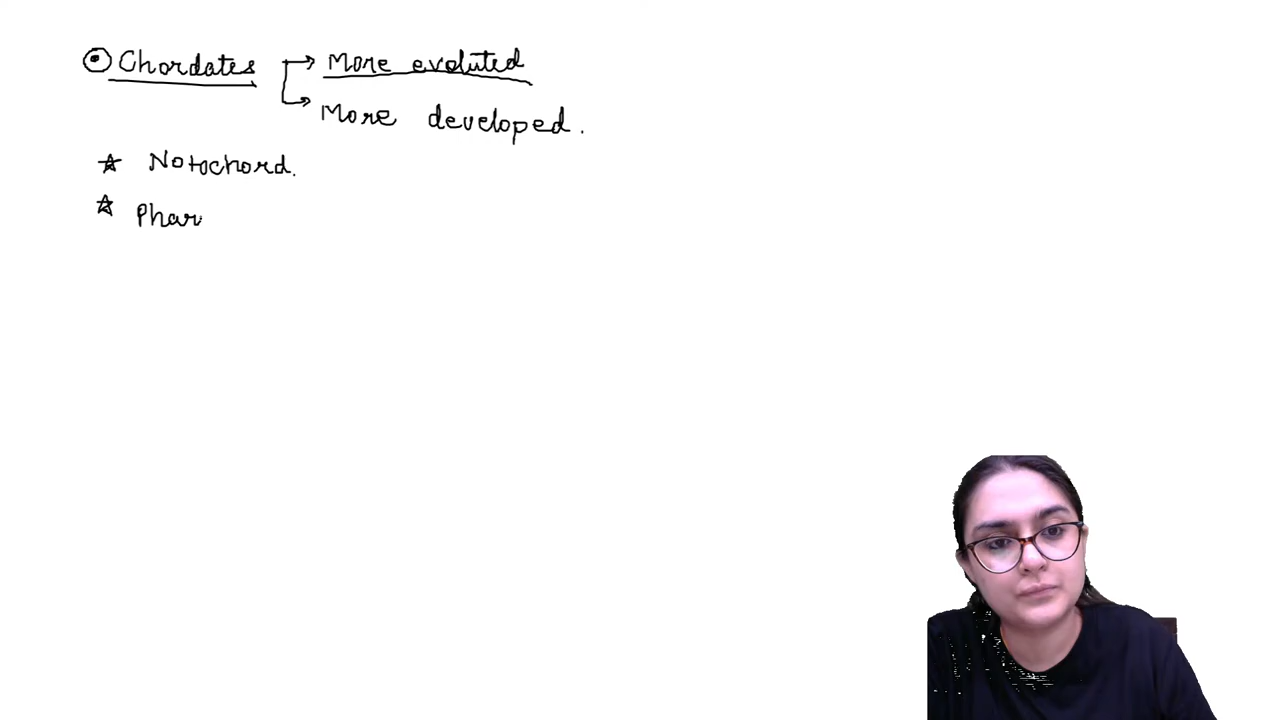 Chordates → More evoluted
→ More developed.
☆ Notochord.
☆ Phar